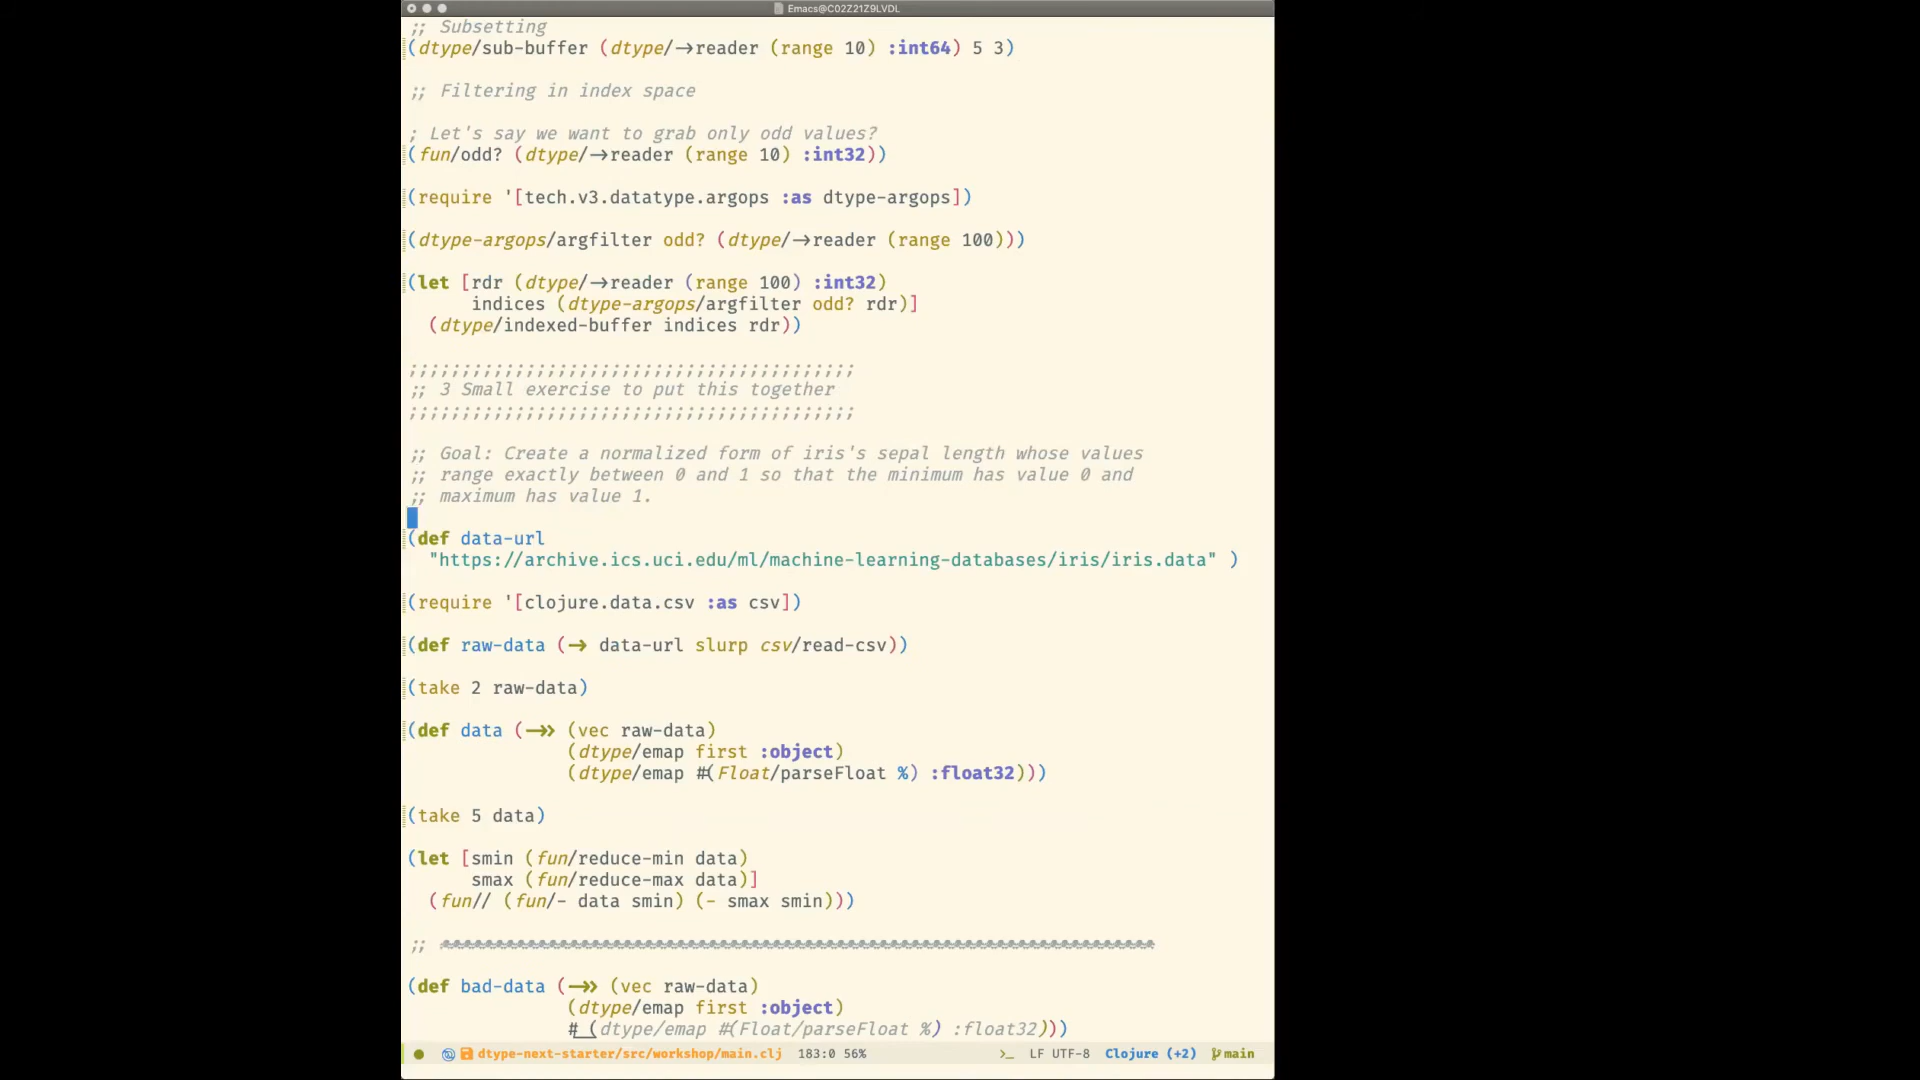 Emacs@C02Z21Z9LVDL
;; Subsetting
(dtype/sub-buffer (dtype/->reader (range 10) :int64) 5 3)
;; Filtering in index space
; Let's say we want to grab only odd values?
(fun/odd? (dtype/->reader (range 10) :int32))
(require '[tech.v3.datatype.argops :as dtype-argops])
(dtype-argops/argfilter odd? (dtype/->reader (range 100)))
(let [rdr (dtype/->reader (range 100) :int32)
indices (dtype-argops/argfilter odd? rdr)]
(dtype/indexed-buffer indices rdr))
;;;;;;;;;;;;;;;;;;;;;;;;;;;;;;;;;;;;;;;;;;
;; 3 Small exercise to put this together
;;;;;;;;;;;;;;;;;;;;;;;;;;;;;;;;;;;;;;;;;;
;; Goal: Create a normalized form of iris's sepal length whose values
;; range exactly between 0 and 1 so that the minimum has value 0 and
;; maximum has value 1.
(def data-url
"https://archive.ics.uci.edu/ml/machine-learning-databases/iris/iris.data" )
(require '[clojure.data.csv :as csv])
(def raw-data (-> data-url slurp csv/read-csv))
(take 2 raw-data)
(def data (->> (vec raw-data)
(dtype/emap first :object)
(dtype/emap #(Float/parseFloat %) :float32)))
(take 5 data)
(let [smin (fun/reduce-min data)
smax (fun/reduce-max data)]
(fun// (fun/- data smin) (- smax smin)))
;;
(def bad-data (->> (vec raw-data)
(dtype/emap first :object)
#_(dtype/emap #(Float/parseFloat %) :float32)))
dtype-next-starter/src/workshop/main.clj 183:0 56% >_ LF UTF-8 Clojure (+2) main